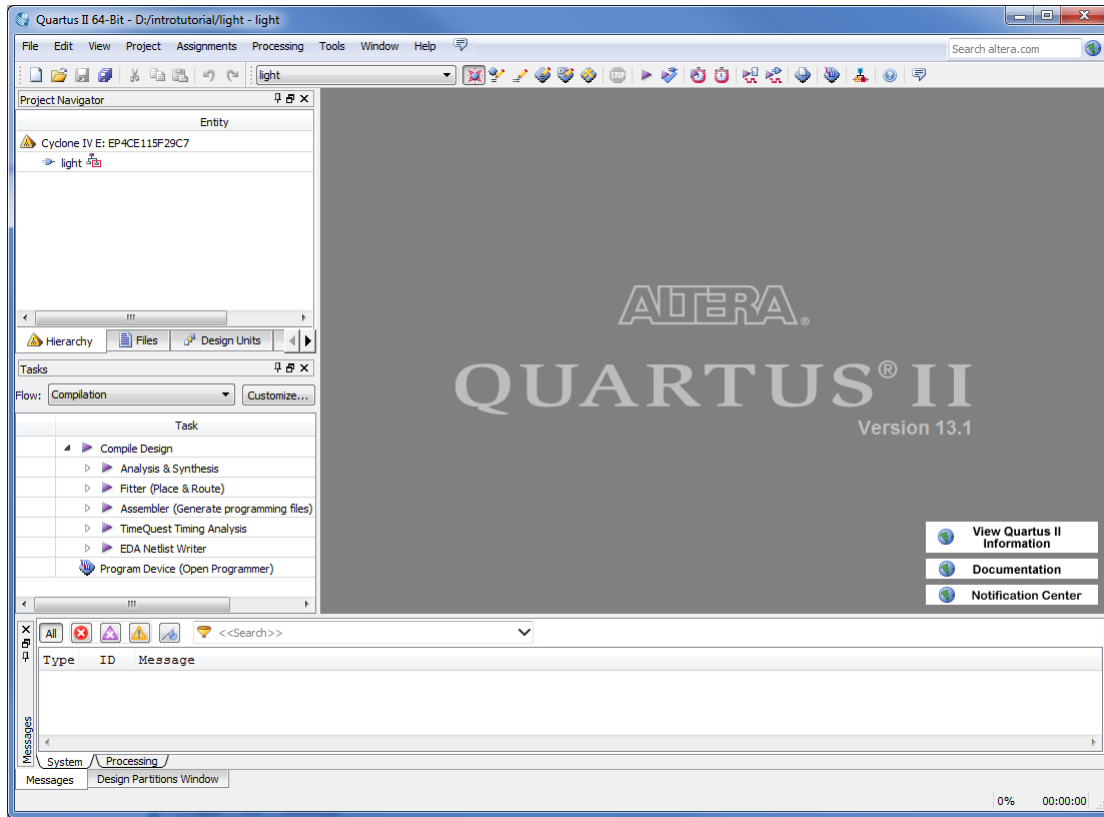 Quartus II 64-Bit - D:/introtutorial/light - light
File Edit View Project Assignments Processing Tools Window Help
Search altera.com
light
STOP
Project Navigator
Entity
Cyclone IV E: EP4CE115F29C7
light
Hierarchy Files Design Units
Tasks
Flow: Compilation Customize...
Task
Compile Design
Analysis & Synthesis
Fitter (Place & Route)
Assembler (Generate programming files)
TimeQuest Timing Analysis
EDA Netlist Writer
Program Device (Open Programmer)
ALTERA®
QUARTUS® II
Version 13.1
View Quartus II
Information
Documentation
Notification Center
All <<Search>>
Type ID Message
Messages
System Processing
Messages Design Partitions Window
0% 00:00:00